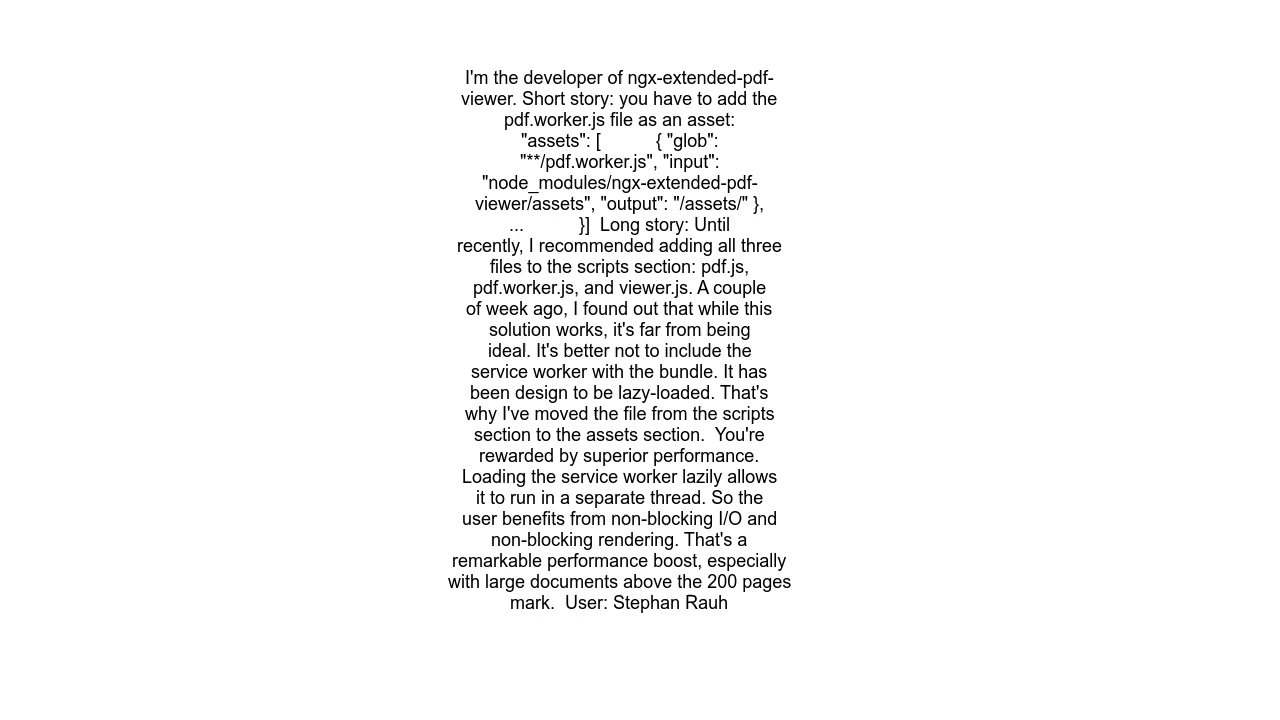 I'm the developer of ngx-extended-pdf-
viewer. Short story: you have to add the
pdf.worker.js file as an asset:
"assets": [            { "glob":
"**/pdf.worker.js", "input":
"node_modules/ngx-extended-pdf-
viewer/assets", "output": "/assets/" },
...            }]  Long story: Until
recently, I recommended adding all three
files to the scripts section: pdf.js,
pdf.worker.js, and viewer.js. A couple
of week ago, I found out that while this
solution works, it's far from being
ideal. It's better not to include the
service worker with the bundle. It has
been design to be lazy-loaded. That's
why I've moved the file from the scripts
section to the assets section.  You're
rewarded by superior performance.
Loading the service worker lazily allows
it to run in a separate thread. So the
user benefits from non-blocking I/O and
non-blocking rendering. That's a
remarkable performance boost, especially
with large documents above the 200 pages
mark.  User: Stephan Rauh